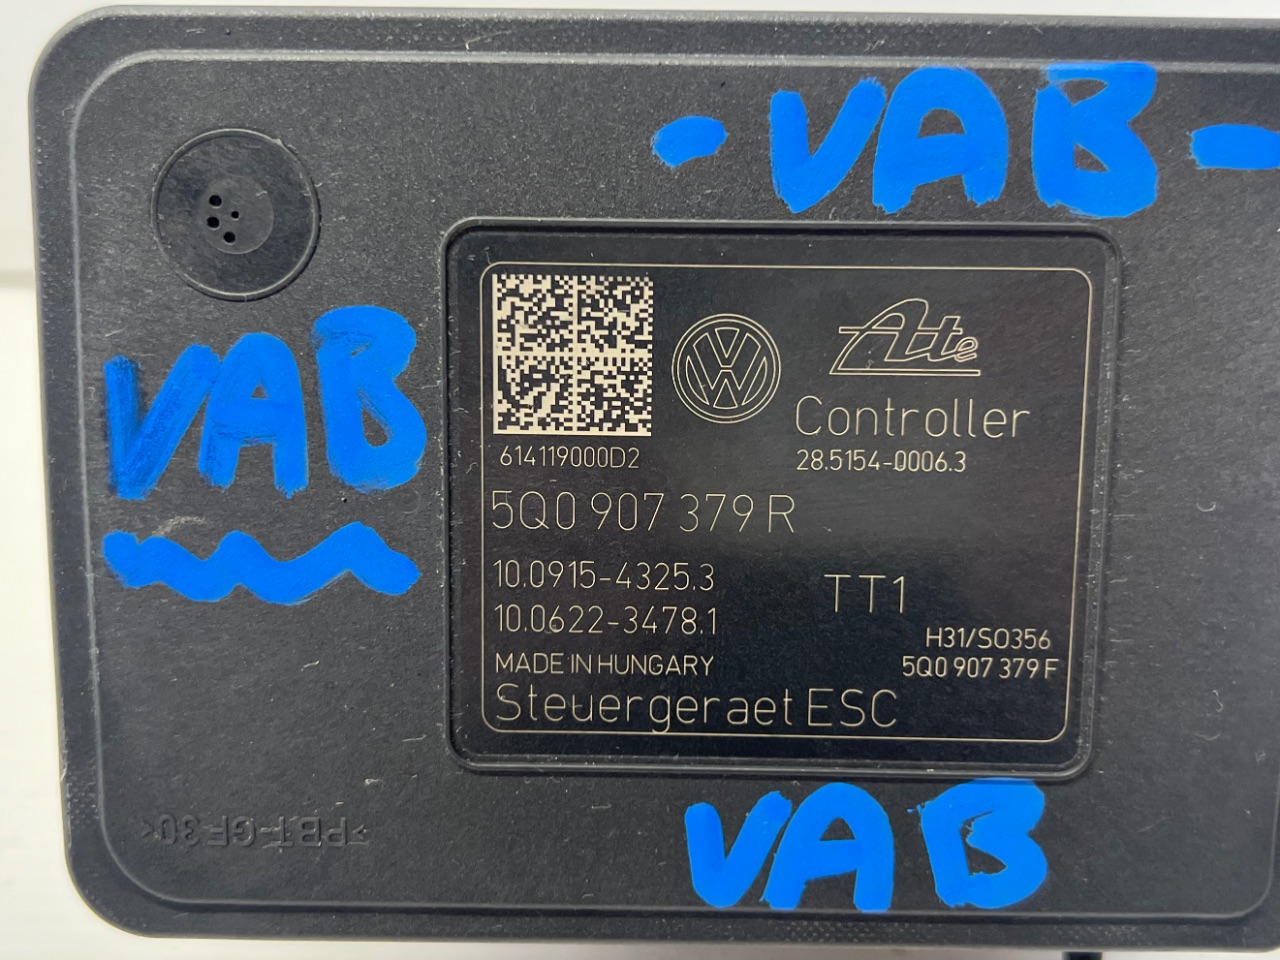 -VAB-
VAB
Ate
Controller
614119000D2
28.5154-0006.3
5Q0 907 379 R
10.0915-4325.3
TT1
10.0622-3478.1
H31/S0356
MADE IN HUNGARY
5Q0 907 379 F
Steuergeraet ESC
>PBT-GF30<
VAB